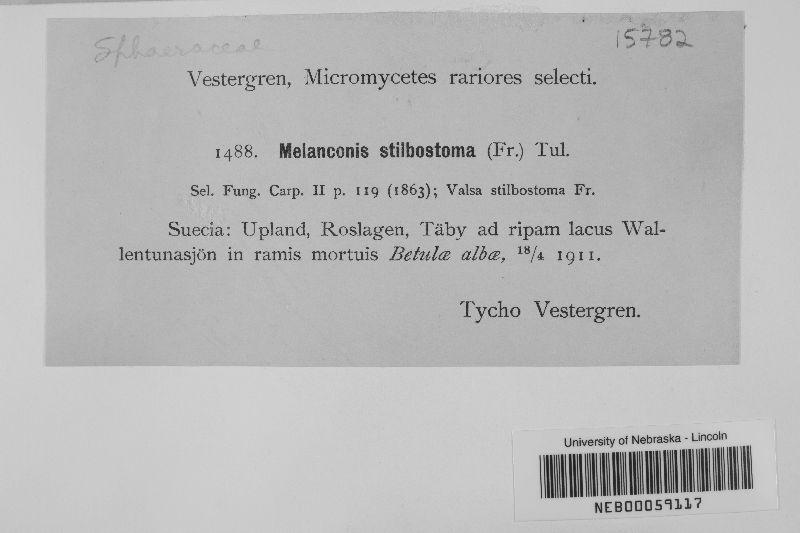 Sphaeraceae
15782
Vestergren, Micromycetes rariores selecti.
1488. Melanconis stilbostoma (Fr.) Tul.
Sel. Fung. Carp. II p. 119 (1863); Valsa stilbostoma Fr.
Suecia: Upland, Roslagen, Täby ad ripam lacus Wal-
lentunasjön in ramis mortuis Betulæ albæ, 18/4 1911.
Tycho Vestergren.
University of Nebraska - Lincoln
NEB00059117